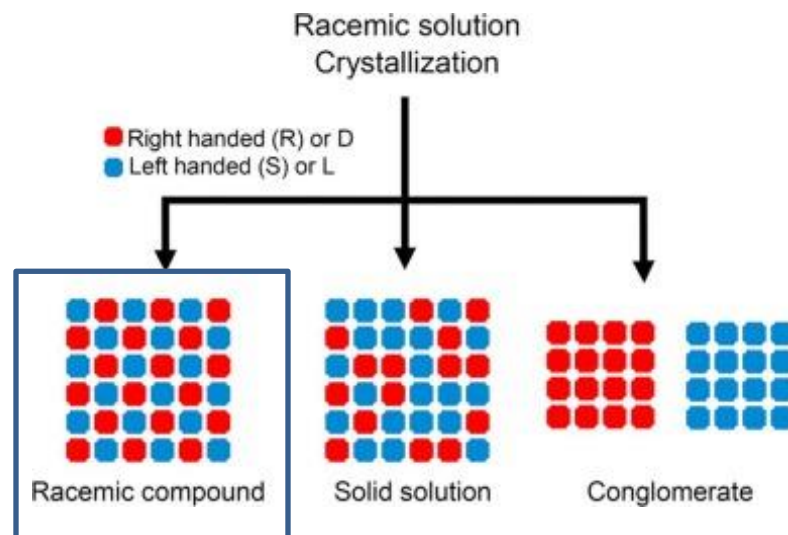 Racemic solution
Crystallization
Right handed (R) or D
Left handed (S) or L
Racemic compound
Solid solution
Conglomerate